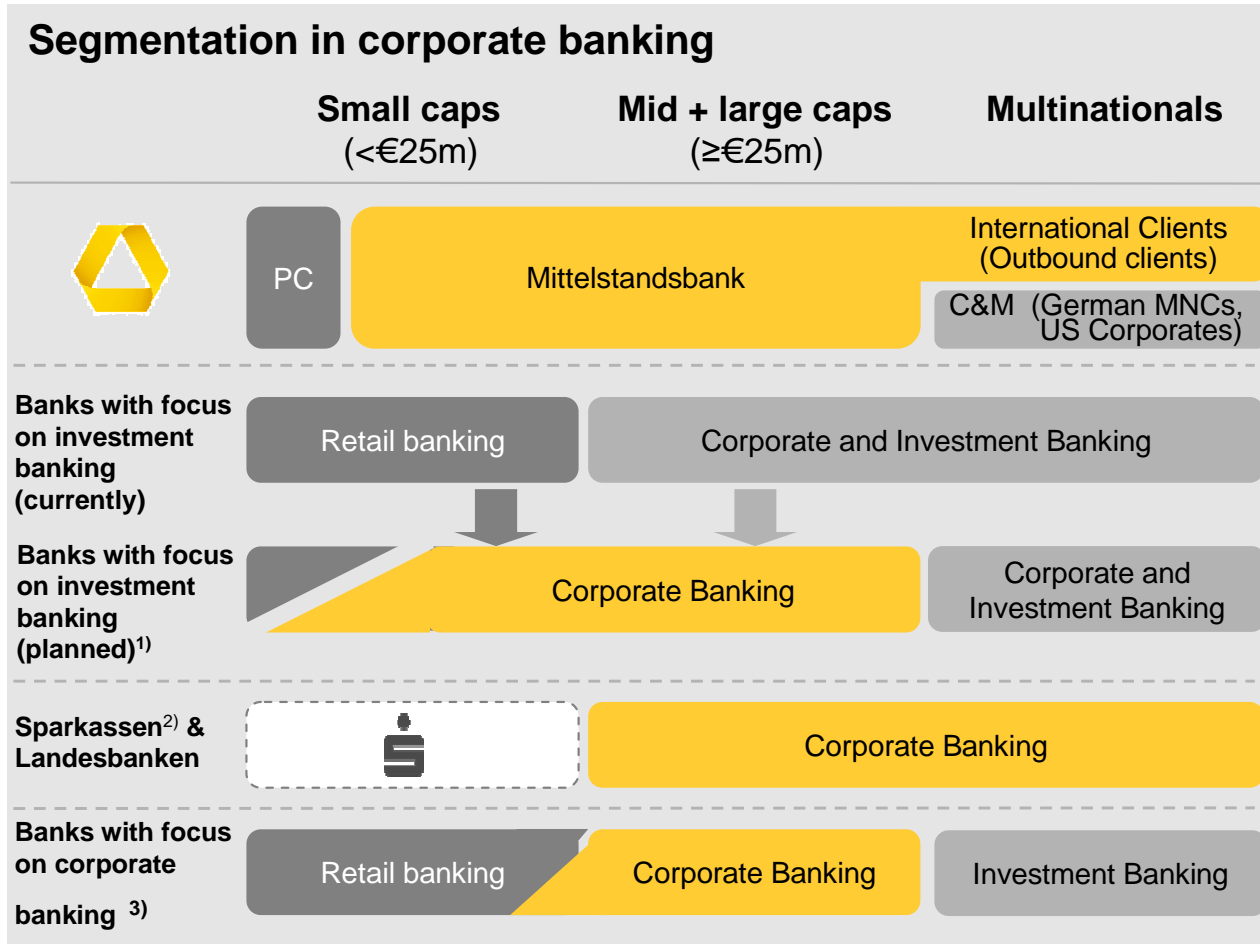 Segmentation in corporate banking
Small caps
(<€25m)
Mid + large caps
(≥€25m)
Multinationals
PC
Mittelstandsbank
International Clients
(Outbound clients)
C&M (German MNCs,
US Corporates)
Banks with focus
on investment
banking
(currently)
Retail banking
Corporate and Investment Banking
Banks with focus
on investment
banking
(planned)1)
Corporate Banking
Corporate and
Investment Banking
Sparkassen2) &
Landesbanken
Corporate Banking
Banks with focus
on corporate
banking 3)
Retail banking
Corporate Banking
Investment Banking